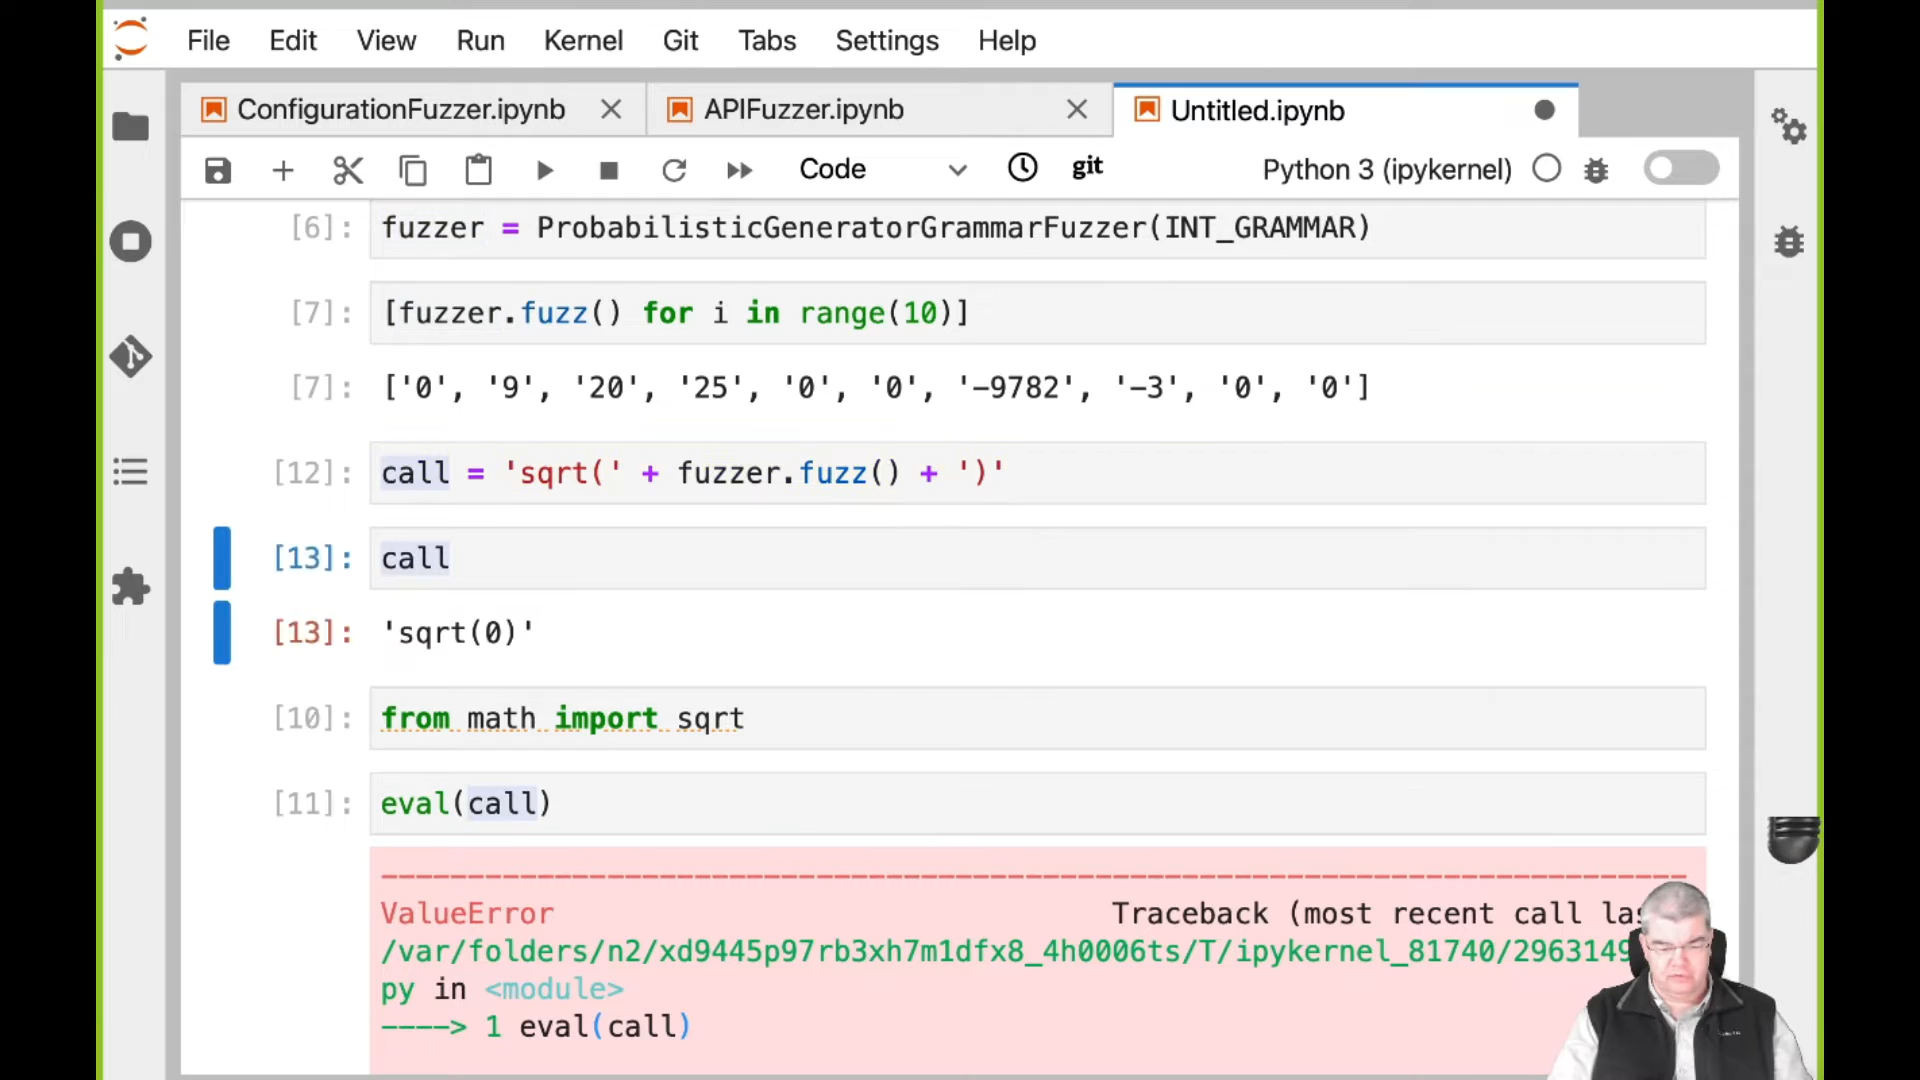 File Edit View Run Kernel Git Tabs Settings Help
ConfigurationFuzzer.ipynb APIFuzzer.ipynb Untitled.ipynb
Code git Python 3 (ipykernel)
[6]: fuzzer = ProbabilisticGeneratorGrammarFuzzer(INT_GRAMMAR)
[7]: [fuzzer.fuzz() for i in range(10)]
[7]: ['0', '9', '20', '25', '0', '0', '-9782', '-3', '0', '0']
[12]: call = 'sqrt(' + fuzzer.fuzz() + ')'
[13]: call
[13]: 'sqrt(0)'
[10]: from math import sqrt
[11]: eval(call)
---------------------------------------------------------------------------
ValueError Traceback (most recent call las
/var/folders/n2/xd9445p97rb3xh7m1dfx8_4h0006ts/T/ipykernel_81740/2963149
py in <module>
----> 1 eval(call)